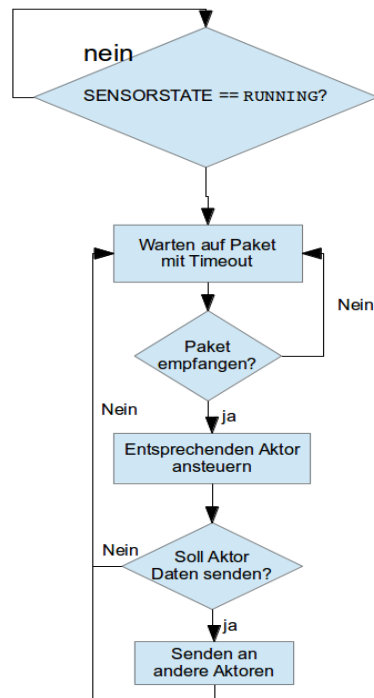 nein
SENSORSTATE == RUNNING?
Warten auf Paket
mit Timeout
Nein
Paket
empfangen?
Nein
ja
Entsprechenden Aktor
ansteuern
Nein
Soll Aktor
Daten senden?
ja
Senden an
andere Aktoren